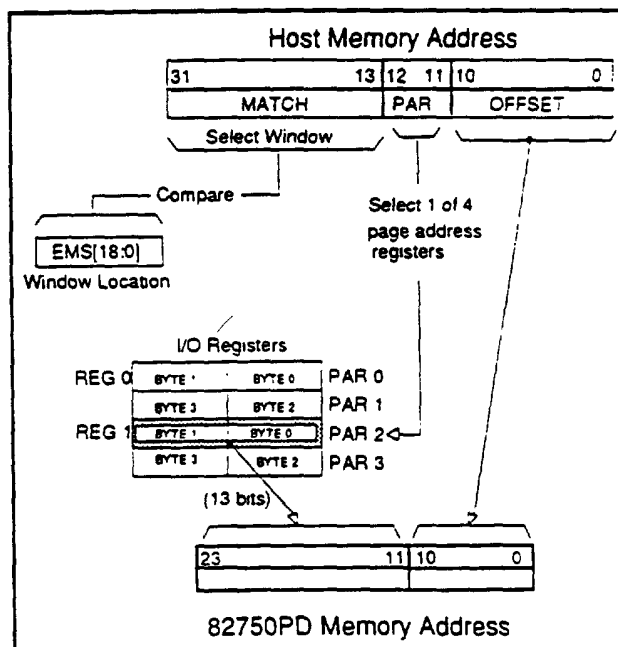 Host Memory Address
31 13 12 11 10 0
MATCH PAR OFFSET
Select Window
Compare
Select 1 of 4
page address
registers
EMS[18:0]
Window Location
I/O Registers
REG 0 BYTE 1 BYTE 0 PAR 0
BYTE 3 BYTE 2 PAR 1
REG 1 BYTE 1 BYTE 0 PAR 2
BYTE 3 BYTE 2 PAR 3
(13 bits)
23 11 10 0
82750PD Memory Address